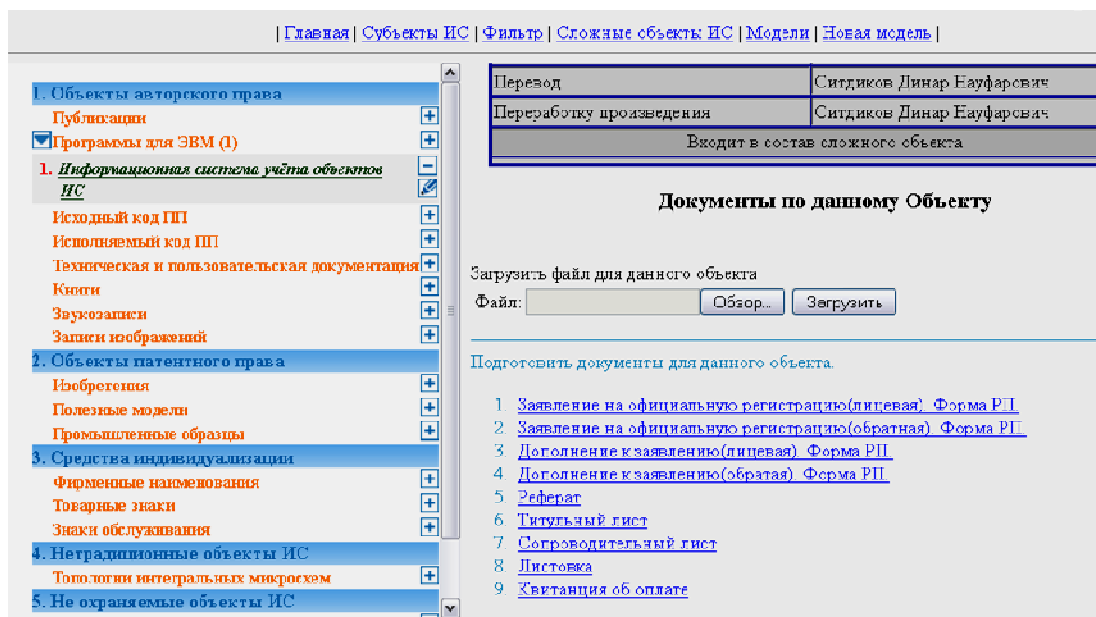 | Главная | Субъекты ИС | Фильтр | Сложные объекты ИС | Модели | Новая модель |
1. Объекты авторского права
Публикации
Программы для ЭВМ (1)
1. Информационная система учёта объектов
ИС
Исходный код ПП
Исполняемый код ПП
Техническая и пользовательская документация
Книги
Звукозаписи
Записи изображений
2. Объекты патентного права
Изобретения
Полезные модели
Промышленные образцы
3. Средства индивидуализации
Фирменные наименования
Товарные знаки
Знаки обслуживания
4. Нетрадиционные объекты ИС
Топологии интегральных микросхем
5. Не охраняемые объекты ИС
Перевод Ситдиков Динар Науфарович
Переработку произведения Ситдиков Динар Науфарович
Входит в состав сложного объекта
Документы по данному Объекту
Загрузить файл для данного объекта
Файл: Обзор... Загрузить
Подготовить документы для данного объекта.
1. Заявление на официальную регистрацию(лицевая). Форма РП.
2. Заявление на официальную регистрацию(обратная). Форма РП.
3. Дополнение к заявлению(лицевая). Форма РП.
4. Дополнение к заявлению(обратая). Форма РП.
5. Реферат
6. Титульный лист
7. Сопроводительный лист
8. Листовка
9. Квитанция об оплате